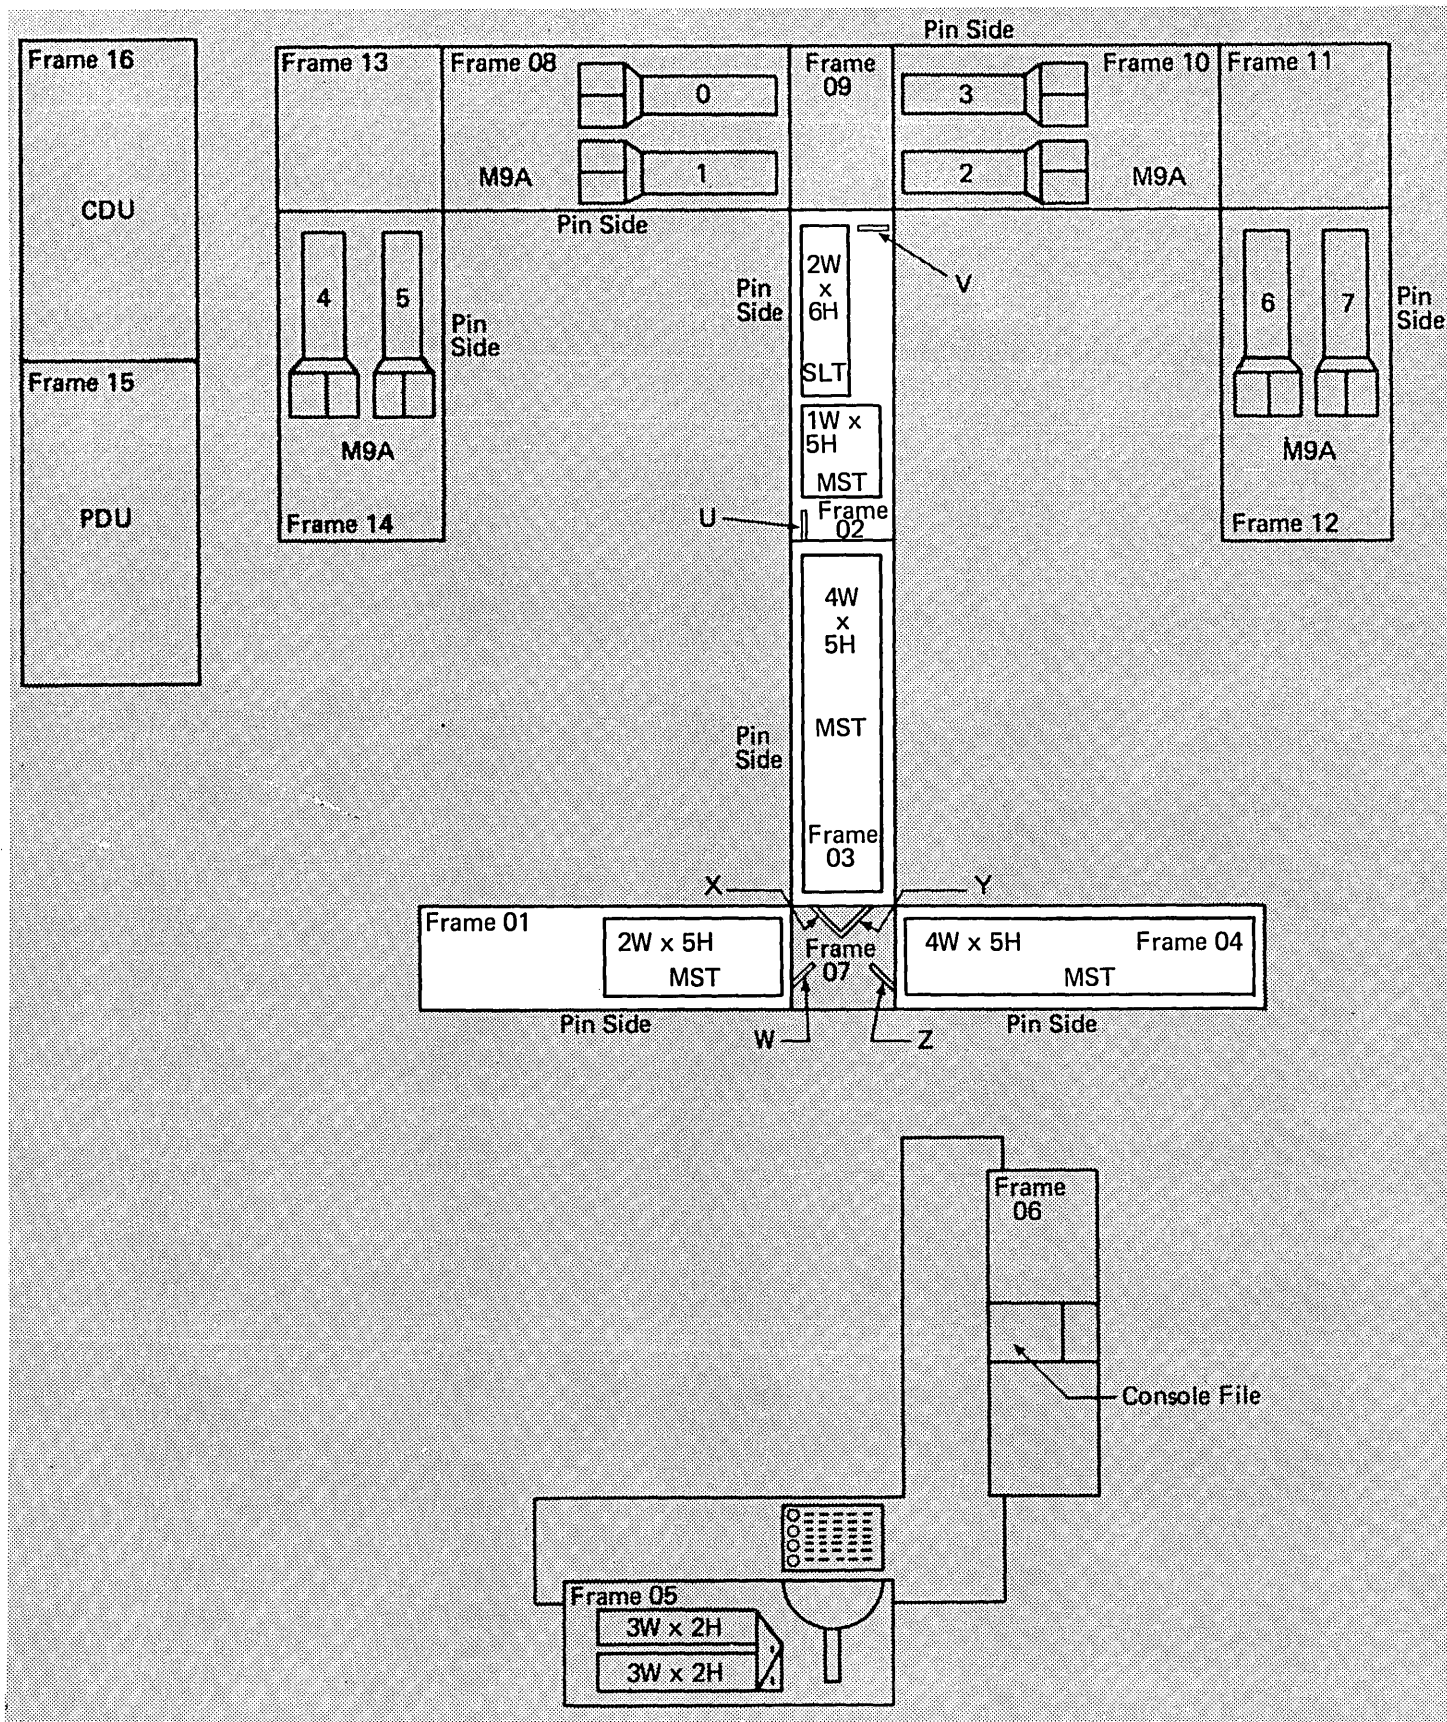 Pin Side
Frame 16
CDU
Frame 15
PDU
Frame 13
Frame 08
0
1
M9A
Pin Side
Frame
09
3
2
Frame 10
M9A
Frame 11
4
5
Pin
Side
M9A
Frame 14
Pin
Side
2W
x
6H
SLT
V
1W x
5H
MST
U
Frame
02
6
7
Pin
Side
M9A
Frame 12
4W
x
5H
MST
Pin
Side
Frame
03
X
Y
Frame 01
2W x 5H
MST
Frame
07
4W x 5H
Frame 04
MST
Pin Side
W
Z
Pin Side
Frame
06
Console File
Frame 05
3W x 2H
3W x 2H